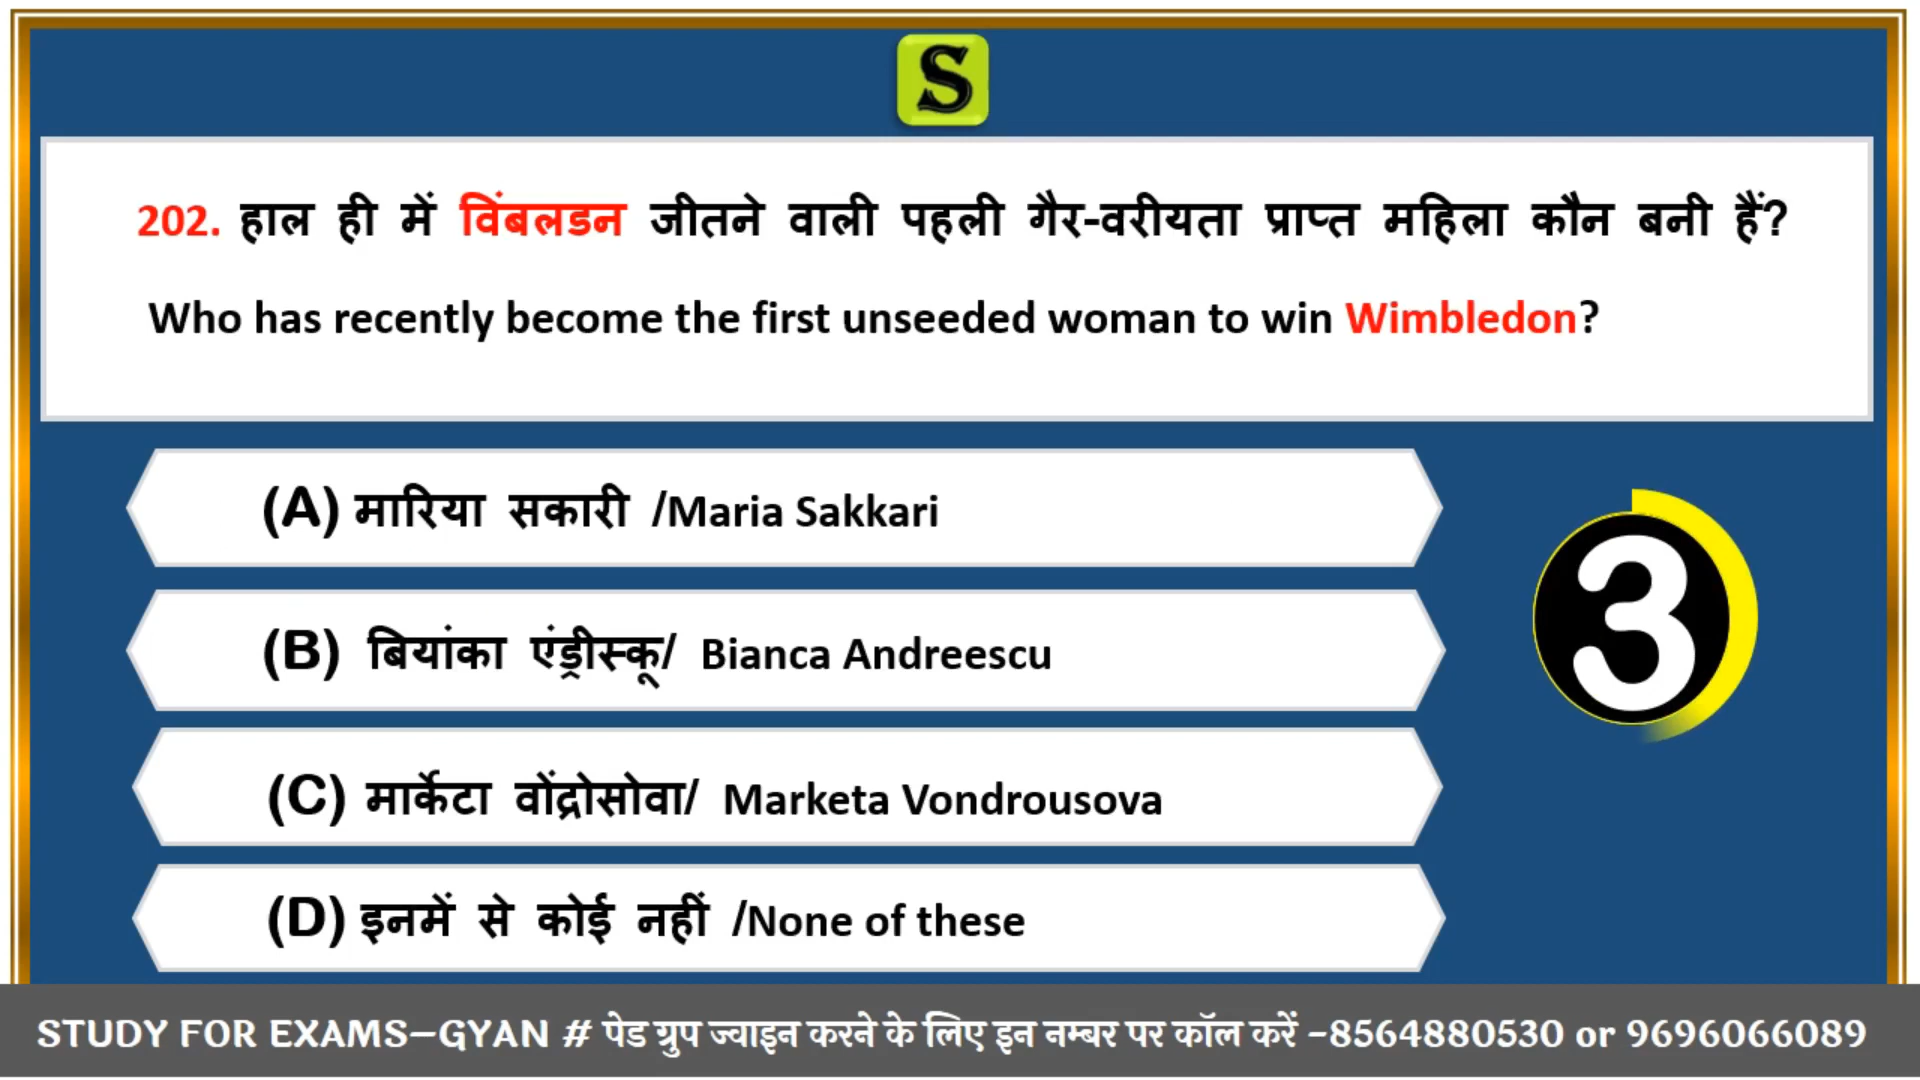 S
202. हाल ही में विंबलडन जीतने वाली पहली गैर-वरीयता प्राप्त महिला कौन बनी हैं?
Who has recently become the first unseeded woman to win Wimbledon?
(A) मारिया सकारी /Maria Sakkari
(B) बियांका एंड्रीस्कू/ Bianca Andreescu
(C) मार्केटा वोंद्रोसोवा/ Marketa Vondrousova
(D) इनमें से कोई नहीं /None of these
3
STUDY FOR EXAMS–GYAN # पेड ग्रुप ज्वाइन करने के लिए इन नम्बर पर कॉल करें -8564880530 or 9696066089